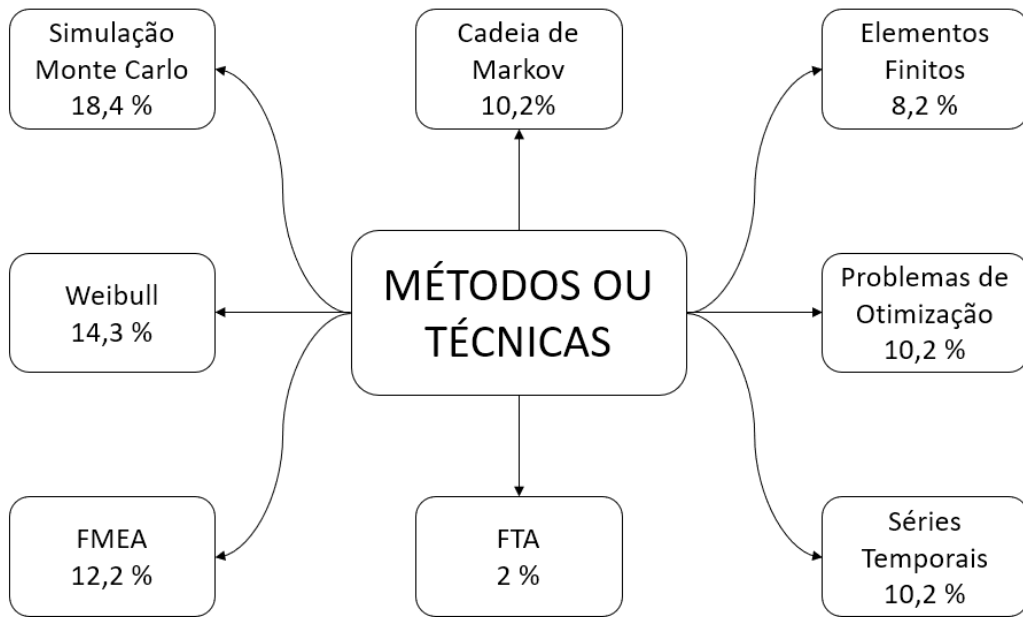 Simulação
Monte Carlo
18,4 %
Cadeia de
Markov
10,2%
Elementos
Finitos
8,2 %
Weibull
14,3 %
MÉTODOS OU
TÉCNICAS
Problemas de
Otimização
10,2 %
FMEA
12,2 %
FTA
2 %
Séries
Temporais
10,2 %